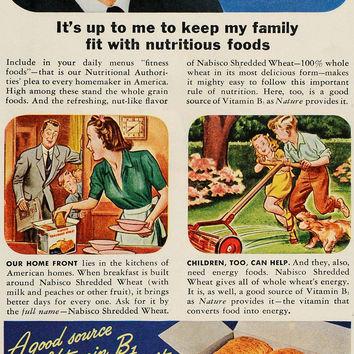 It's up to me to keep my family
fit with nutritious foods
Include in your daily menus "fitness
foods"—that is our Nutritional Authori-
ties' plea to every homemaker in America.
High among these stand the whole grain
foods. And the refreshing, nut-like flavor
of Nabisco Shredded Wheat—100% whole
wheat in its most delicious form—makes
it mighty easy to follow this important
rule of nutrition. Here, too, is a good
source of Vitamin B₁ as Nature provides it.
OUR HOME FRONT lies in the kitchens of
American homes. When breakfast is built
around Nabisco Shredded Wheat (with
milk and peaches or other fruit), it brings
better days for every one. Ask for it by
the full name—Nabisco Shredded Wheat.
CHILDREN, TOO, CAN HELP. And they, also,
need energy foods. Nabisco Shredded
Wheat gives all of whole wheat's energy.
It is, as well, a good source of Vitamin B₁
as Nature provides it—the vitamin that
converts food into energy.
A good source
B₁